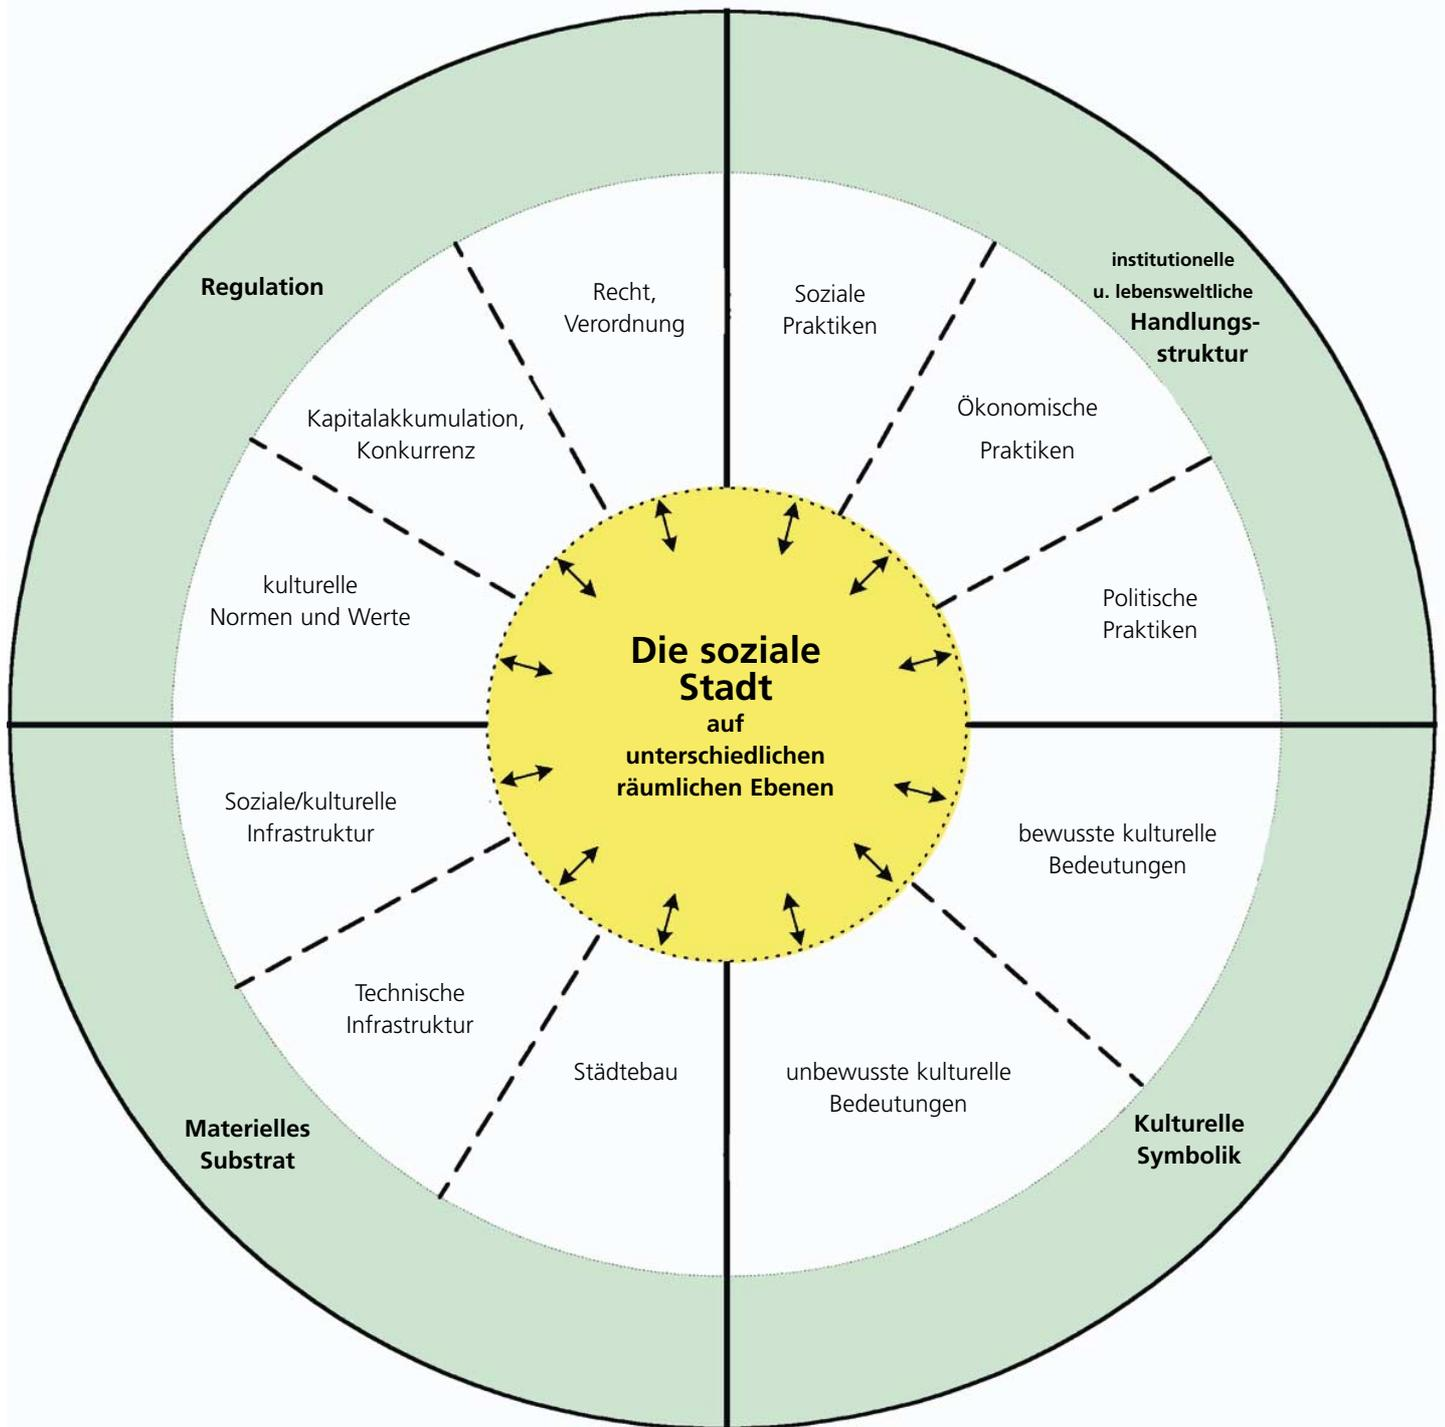 Regulation
Recht,
Verordnung
Kapitalakkumulation,
Konkurrenz
kulturelle
Normen und Werte
institutionelle
u. lebensweltliche
Handlungs-
struktur
Soziale
Praktiken
Ökonomische
Praktiken
Politische
Praktiken
Die soziale
Stadt
auf
unterschiedlichen
räumlichen Ebenen
Soziale/kulturelle
Infrastruktur
Technische
Infrastruktur
Städtebau
Materielles
Substrat
bewusste kulturelle
Bedeutungen
unbewusste kulturelle
Bedeutungen
Kulturelle
Symbolik